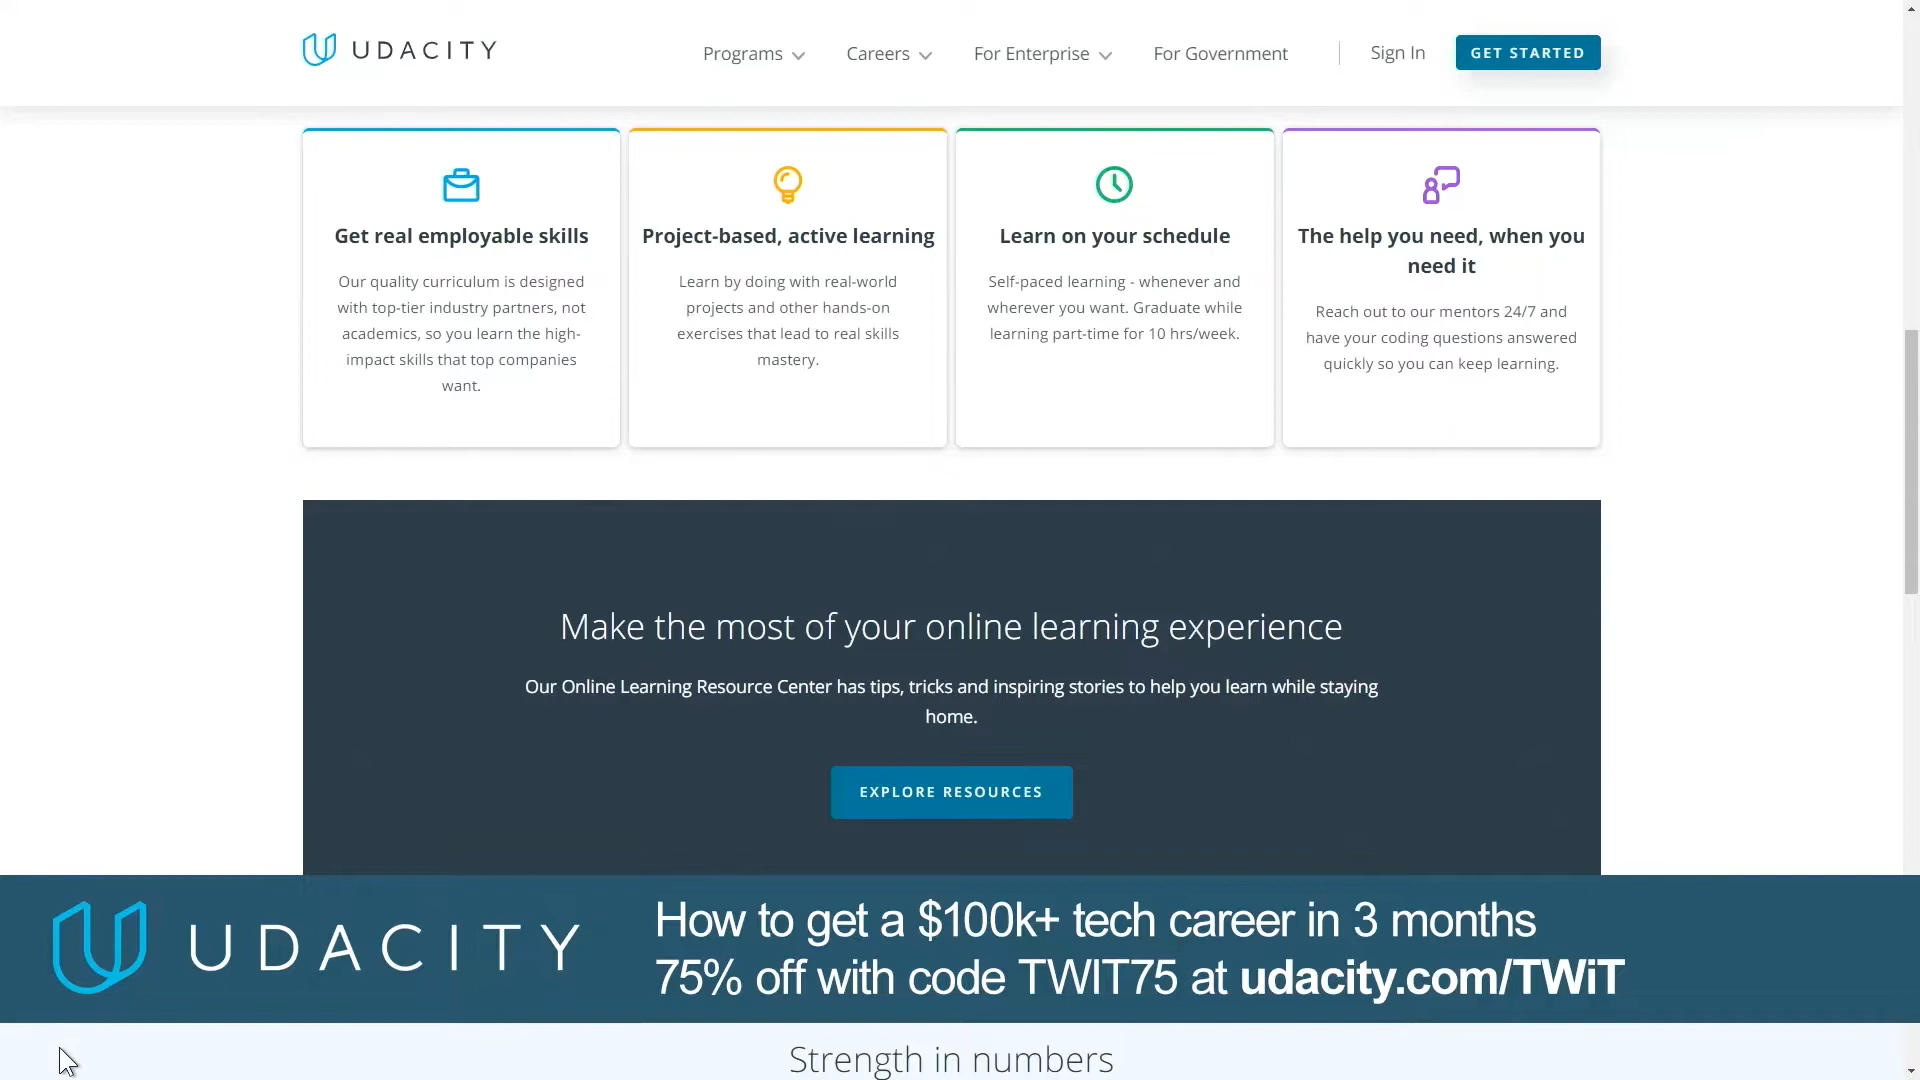 UDACITY
Programs
Careers
For Enterprise
For Government
Sign In
GET STARTED
Get real employable skills
Our quality curriculum is designed
with top-tier industry partners, not
academics, so you learn the high-
impact skills that top companies
want.
Project-based, active learning
Learn by doing with real-world
projects and other hands-on
exercises that lead to real skills
mastery.
Learn on your schedule
Self-paced learning - whenever and
wherever you want. Graduate while
learning part-time for 10 hrs/week.
The help you need, when you
need it
Reach out to our mentors 24/7 and
have your coding questions answered
quickly so you can keep learning.
Make the most of your online learning experience
Our Online Learning Resource Center has tips, tricks and inspiring stories to help you learn while staying
home.
EXPLORE RESOURCES
UDACITY
How to get a $100k+ tech career in 3 months
75% off with code TWIT75 at udacity.com/TWiT
Strength in numbers